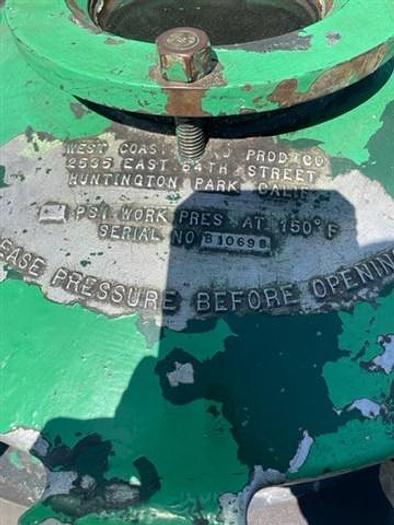 WEST COAST PROD. CO.
2535 EAST 64TH STREET
HUNTINGTON PARK CALIF
PSI WORK PRES AT 150° F
SERIAL NO B10698
EASE PRESSURE BEFORE OPENIN